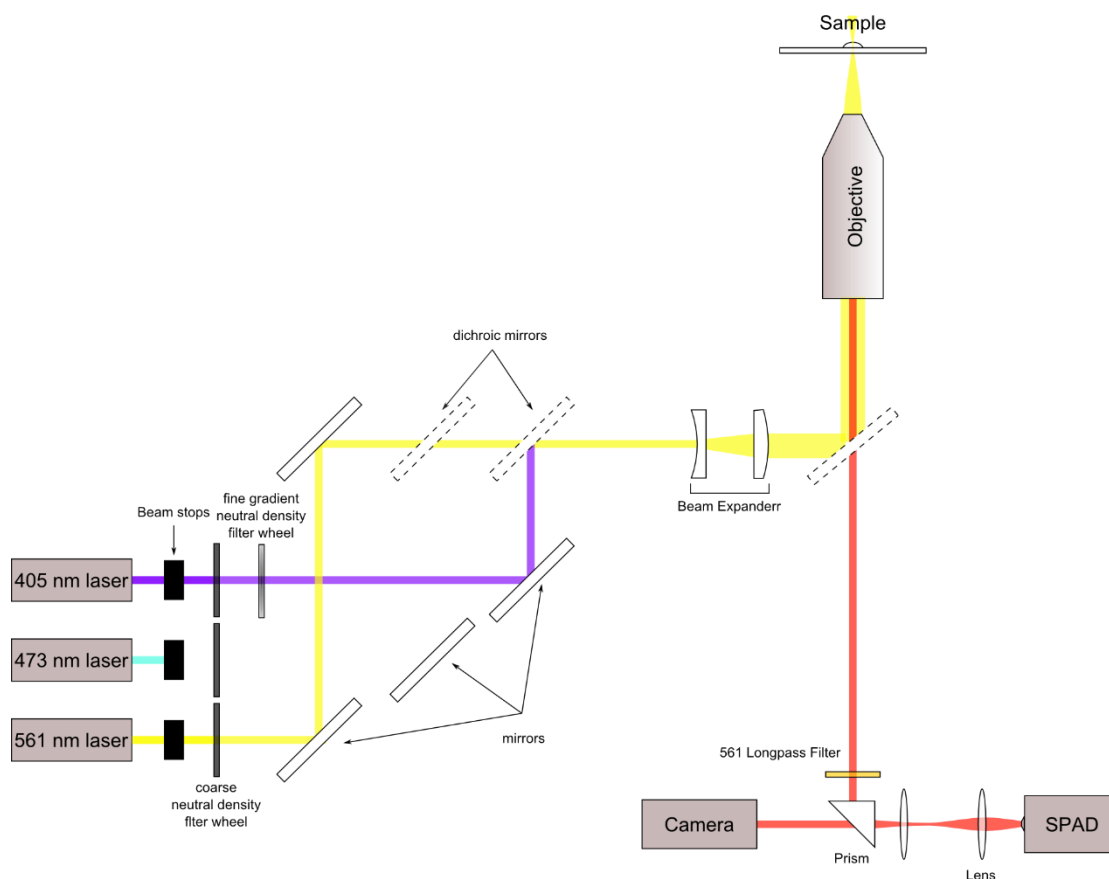 Sample
Objective
dichroic mirrors
Beam Expanderr
fine gradient
neutral density
filter wheel
Beam stops
405 nm laser
473 nm laser
561 nm laser
mirrors
coarse
neutral density
flter wheel
561 Longpass Filter
Camera
Prism
Lens
SPAD